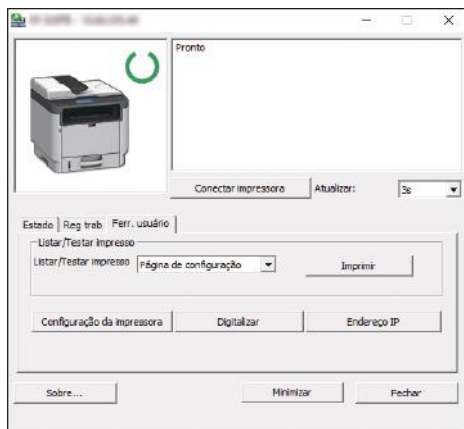 Pronto
Conectar impressora
Atualizar:
3s
Estado
Reg trab
Ferr. usuário
Listar/Testar impresso
Listar/Testar impresso
Página de configuração
Imprimir
Configuração da impressora
Digitalizar
Endereço IP
Sobre...
Minimizar
Fechar